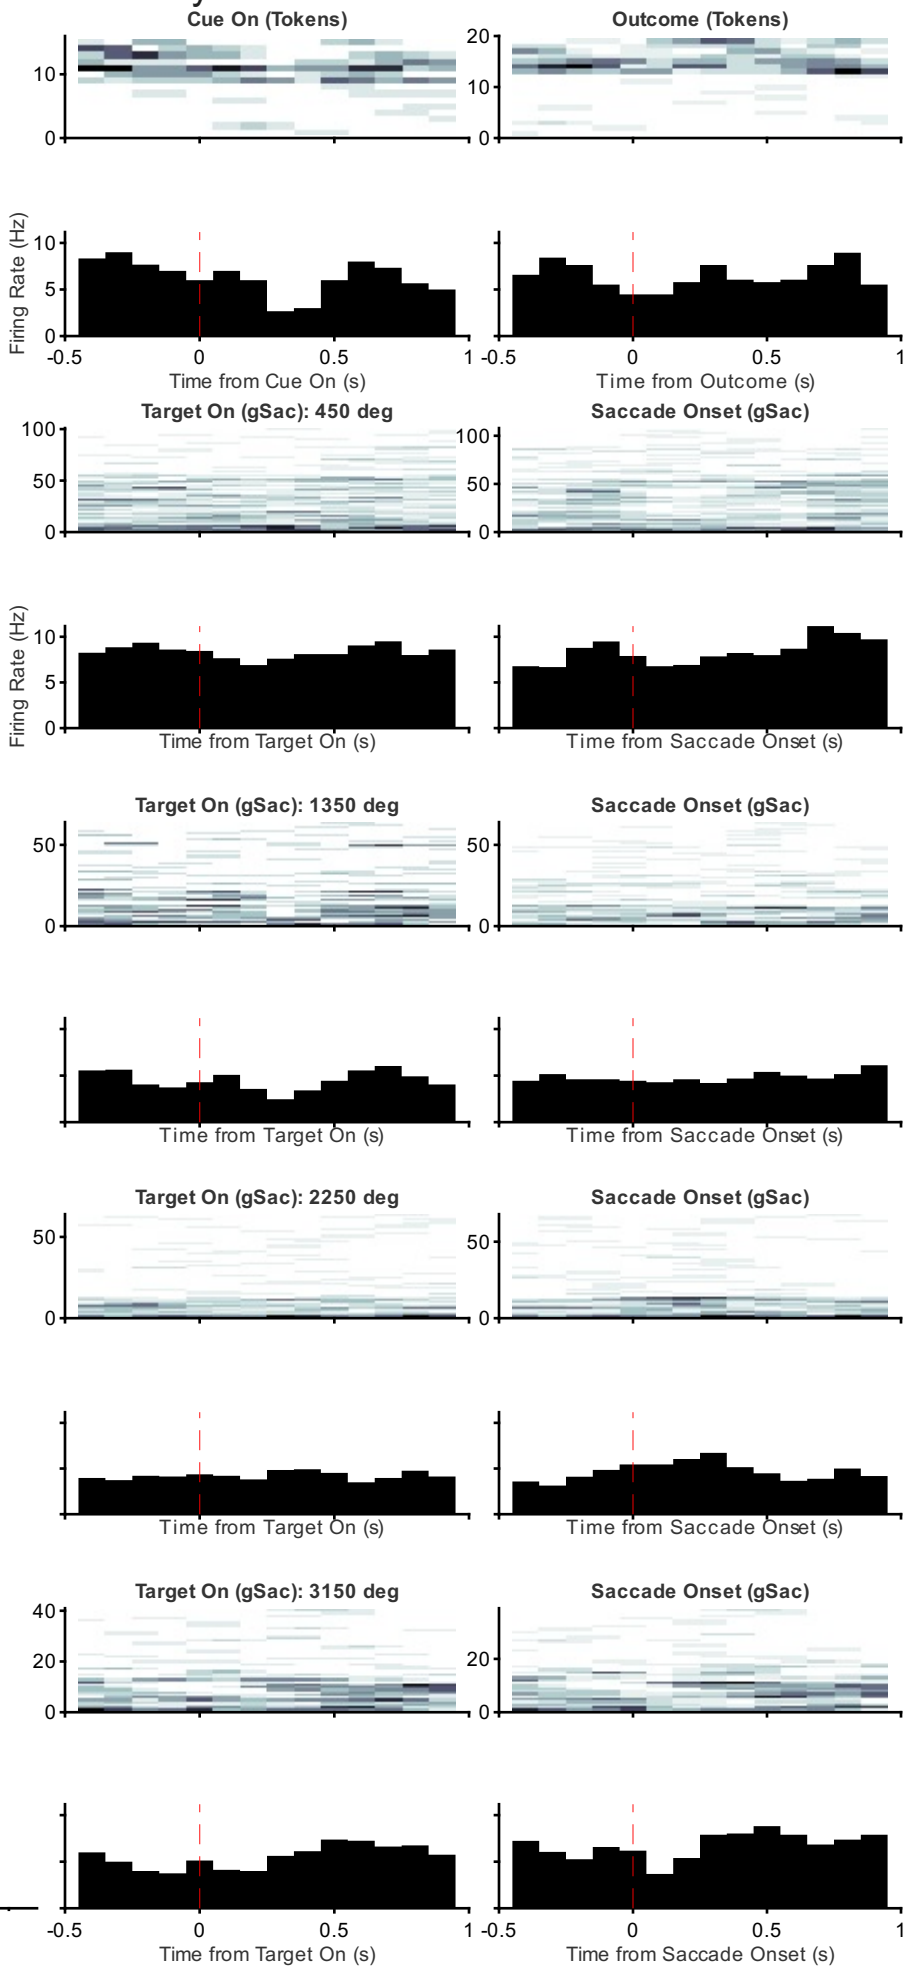 y
Cue On (Tokens) Outcome (Tokens)
10
0
20
10
0
Firing Rate (Hz)
10
5
0
-0.5 0 0.5 1 -0.5 0 0.5 1
Time from Cue On (s) Time from Outcome (s)
Target On (gSac): 450 deg Saccade Onset (gSac)
100
50
0
100
50
0
Firing Rate (Hz)
10
5
0
Time from Target On (s) Time from Saccade Onset (s)
Target On (gSac): 1350 deg Saccade Onset (gSac)
50
0
50
0
Time from Target On (s) Time from Saccade Onset (s)
Target On (gSac): 2250 deg Saccade Onset (gSac)
50
0
50
0
Time from Target On (s) Time from Saccade Onset (s)
Target On (gSac): 3150 deg Saccade Onset (gSac)
40
20
0
20
0
-0.5 0 0.5 1 -0.5 0 0.5 1
Time from Target On (s) Time from Saccade Onset (s)